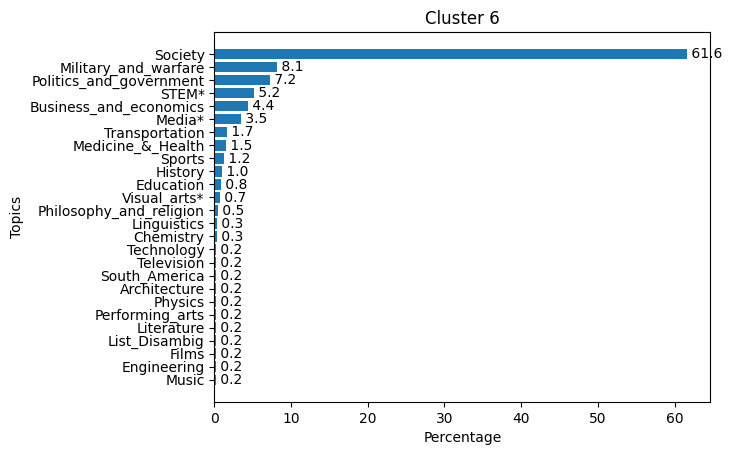 Cluster 6
Topics
Society 61.6
Military_and_warfare 8.1
Politics_and_government 7.2
STEM* 5.2
Business_and_economics 4.4
Media* 3.5
Transportation 1.7
Medicine_&_Health 1.5
Sports 1.2
History 1.0
Education 0.8
Visual_arts* 0.7
Philosophy_and_religion 0.5
Linguistics 0.3
Chemistry 0.3
Technology 0.2
Television 0.2
South_America 0.2
Architecture 0.2
Physics 0.2
Performing_arts 0.2
Literature 0.2
List_Disambig 0.2
Films 0.2
Engineering 0.2
Music 0.2
0 10 20 30 40 50 60
Percentage